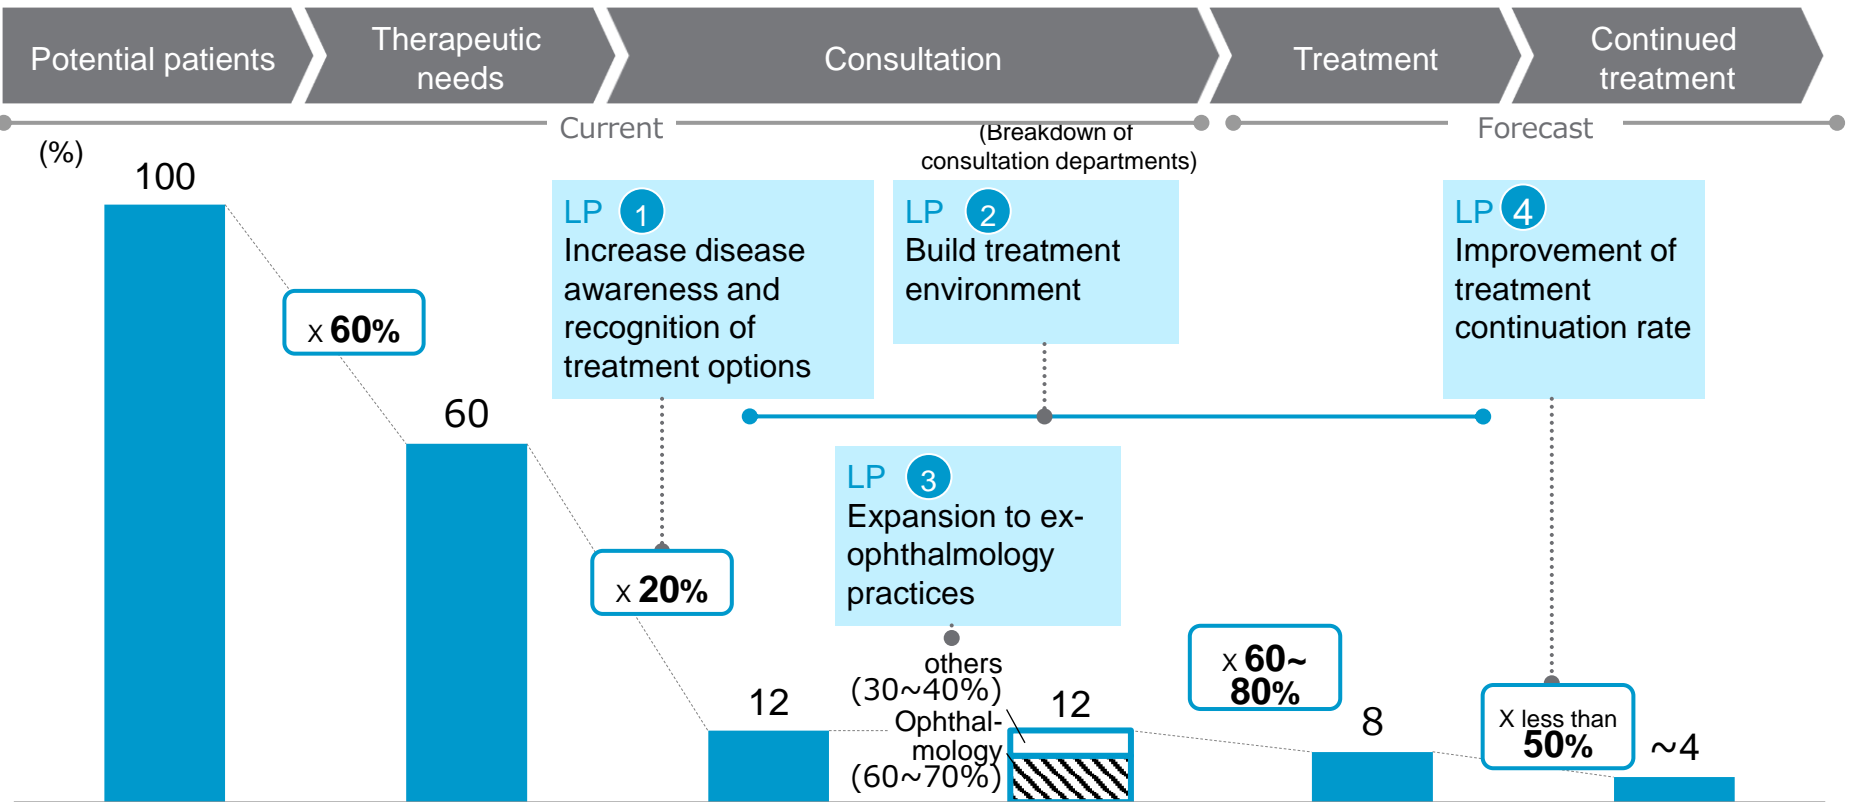 Potential patients
Therapeutic
needs
Consultation
Treatment
Continued
treatment
Current
Forecast
(%)
(Breakdown of
consultation departments)
100
LP 1
Increase disease
awareness and
recognition of
treatment options
LP 2
Build treatment
environment
LP 4
Improvement of
treatment
continuation rate
x 60%
60
LP 3
Expansion to ex-
ophthalmology
practices
x 20%
others
(30~40%)
Ophthal-
mology
(60~70%)
12
12
x 60~
80%
8
X less than
50%
~4